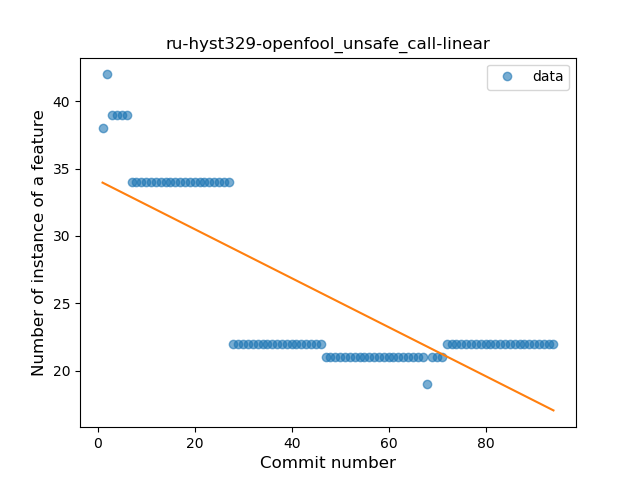 ru-hyst329-openfool_unsafe_call-linear
data
Number of instance of a feature
40
35
30
25
20
0 20 40 60 80
Commit number